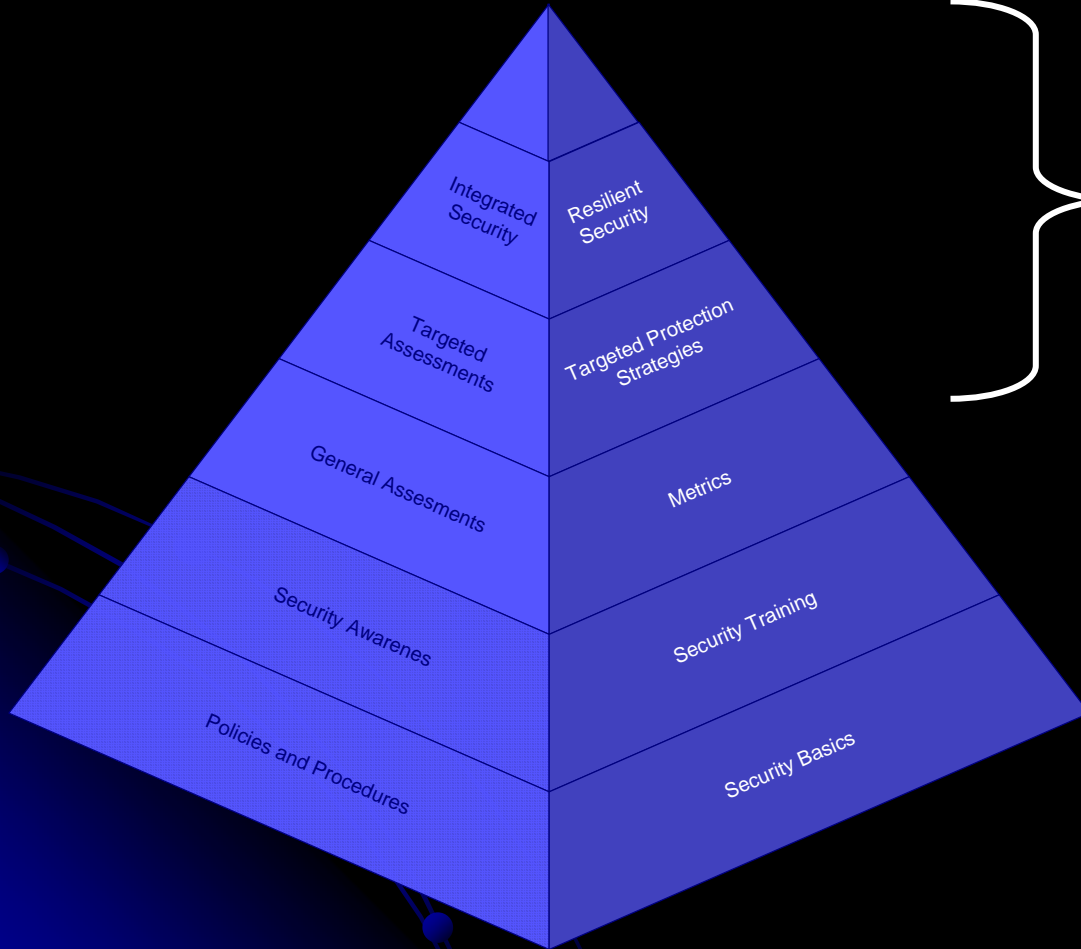 Integrated
Security
Resilient
Security
Targeted
Assessments
Targeted Protection
Strategies
General Assesments
Metrics
Security Awarenes
Security Training
Policies and Procedures
Security Basics